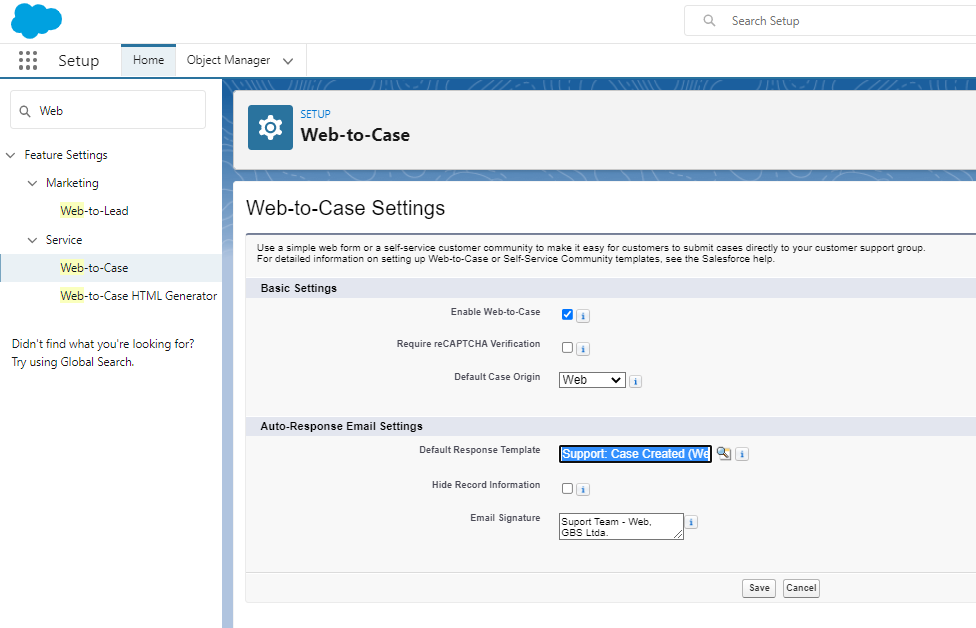 Search Setup
Setup
Home
Object Manager
Web
Feature Settings
Marketing
Web-to-Lead
Service
Web-to-Case
Web-to-Case HTML Generator
Didn't find what you're looking for?
Try using Global Search.
SETUP
Web-to-Case
Web-to-Case Settings
Use a simple web form or a self-service customer community to make it easy for customers to submit cases directly to your customer support group.
For detailed information on setting up Web-to-Case or Self-Service Community templates, see the Salesforce help.
Basic Settings
Enable Web-to-Case
Require reCAPTCHA Verification
Default Case Origin
Web
Auto-Response Email Settings
Default Response Template
Support: Case Created (We
Hide Record Information
Email Signature
Suport Team - Web,
GBS Ltda.
Save
Cancel